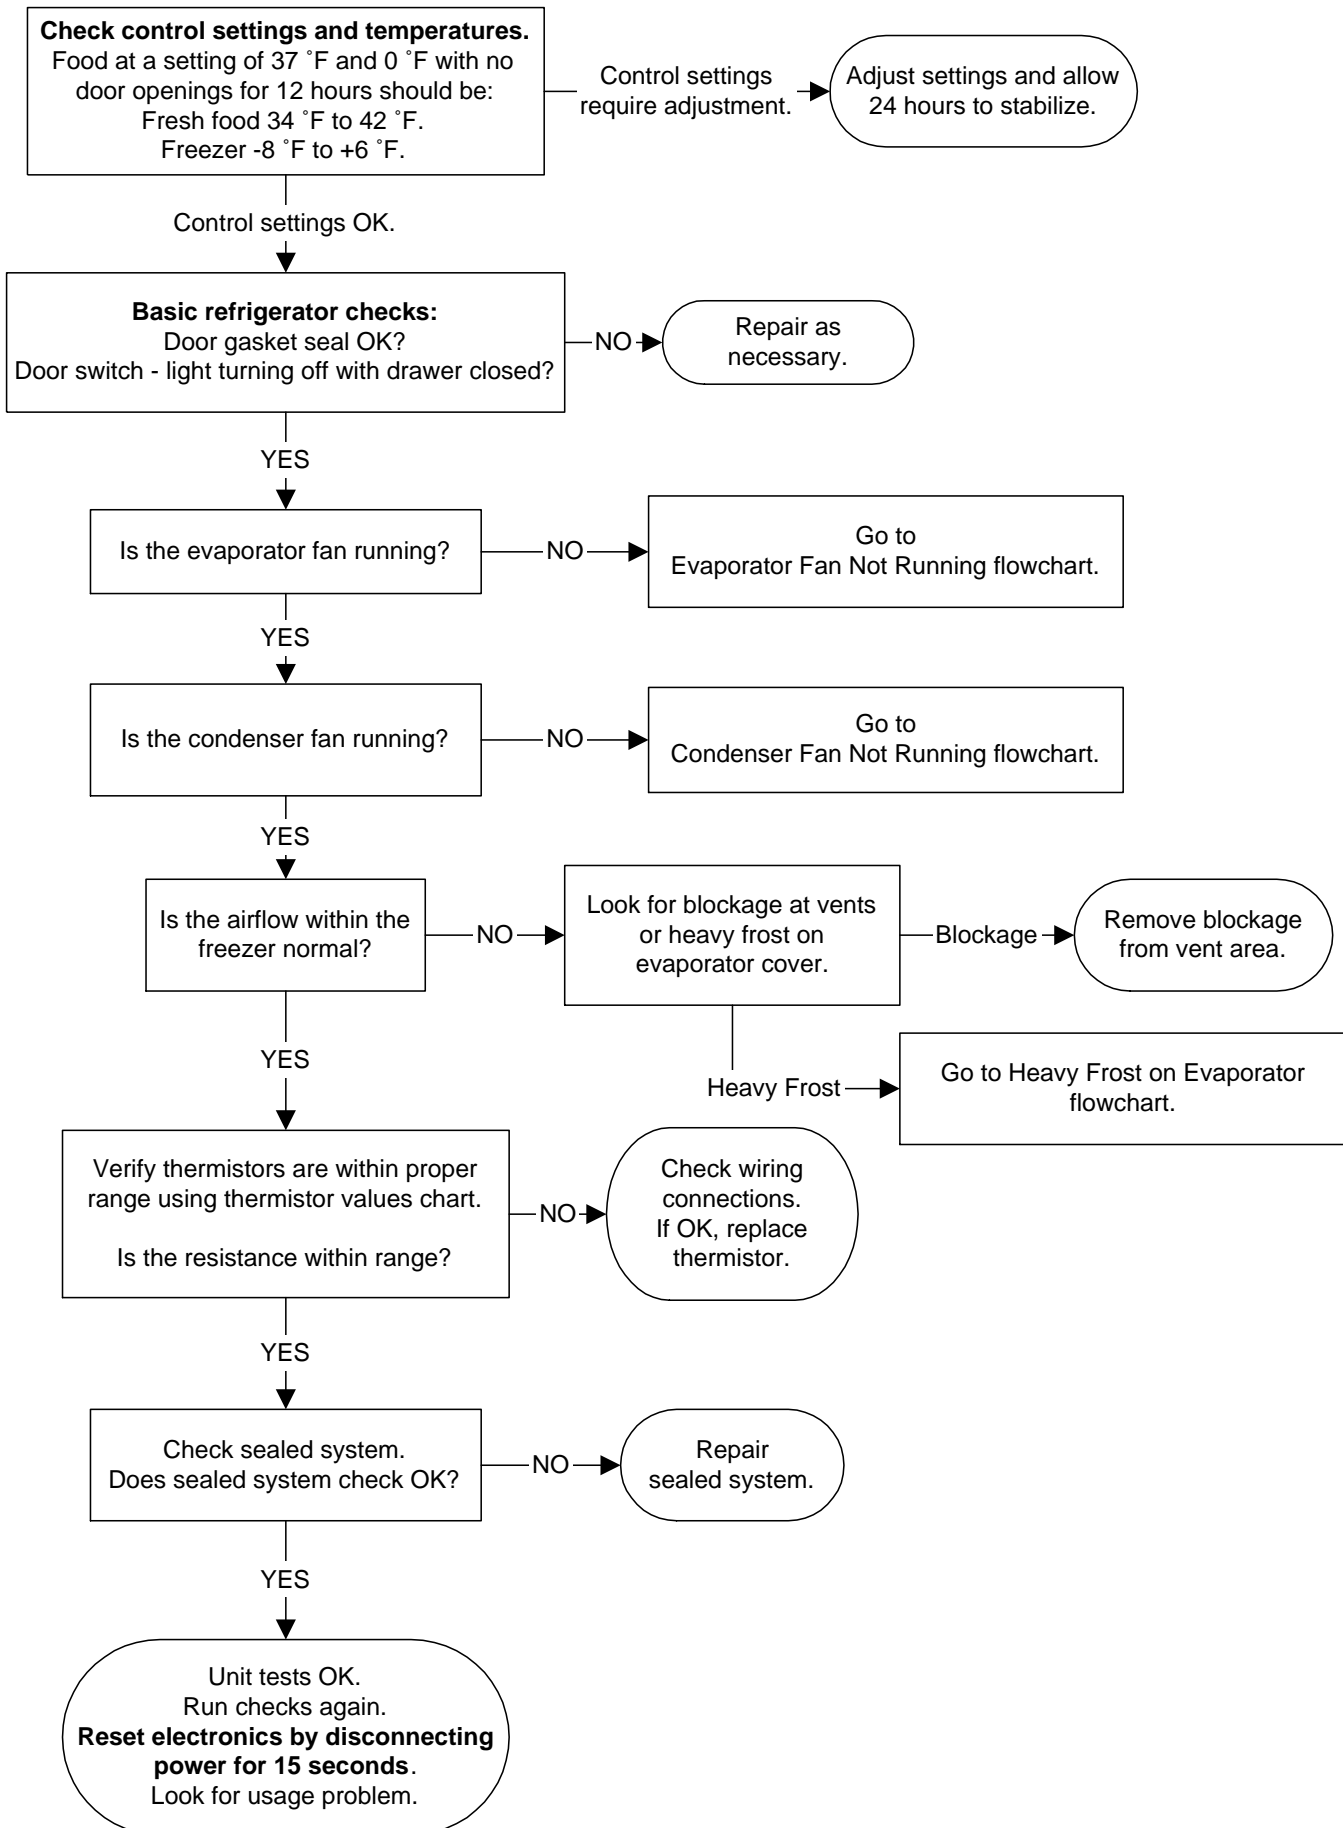 Check control settings and temperatures.
Food at a setting of 37 ˚F and 0 ˚F with no
door openings for 12 hours should be:
Fresh food 34 ˚F to 42 ˚F.
Freezer -8 ˚F to +6 ˚F.
Control settings
require adjustment.
Adjust settings and allow
24 hours to stabilize.
Control settings OK.
Basic refrigerator checks:
Door gasket seal OK?
Door switch - light turning off with drawer closed?
NO
Repair as
necessary.
YES
Is the evaporator fan running?
NO
Go to
Evaporator Fan Not Running flowchart.
YES
Is the condenser fan running?
NO
Go to
Condenser Fan Not Running flowchart.
YES
Is the airflow within the
freezer normal?
NO
Look for blockage at vents
or heavy frost on
evaporator cover.
Blockage
Remove blockage
from vent area.
Heavy Frost
Go to Heavy Frost on Evaporator
flowchart.
YES
Verify thermistors are within proper
range using thermistor values chart.
Is the resistance within range?
NO
Check wiring
connections.
If OK, replace
thermistor.
YES
Check sealed system.
Does sealed system check OK?
NO
Repair
sealed system.
YES
Unit tests OK.
Run checks again.
Reset electronics by disconnecting
power for 15 seconds.
Look for usage problem.